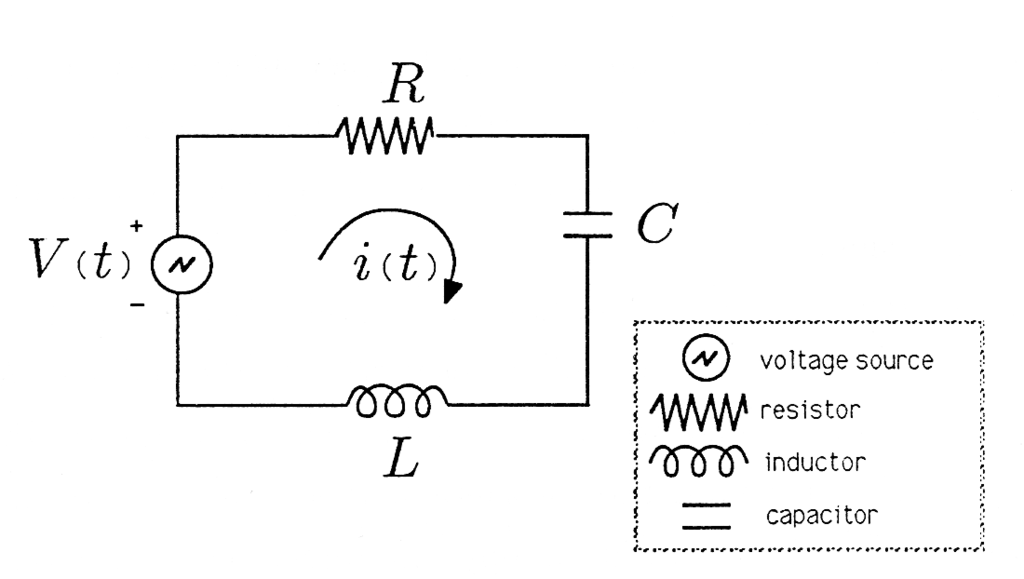 R
C
+
V(t)
i(t)
−
L
voltage source
resistor
inductor
capacitor